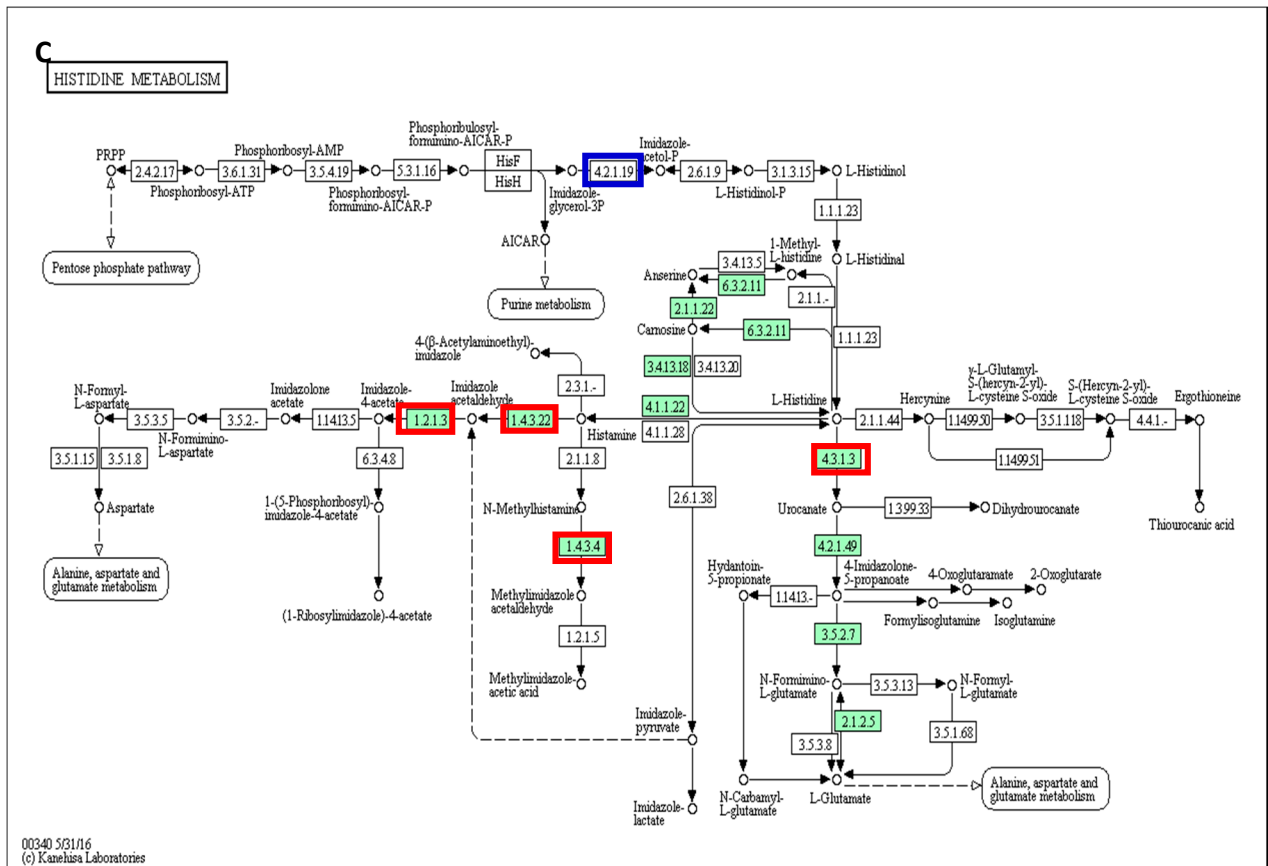 C
HISTIDINE METABOLISM
Phosphoribulosyl-
formimino-AICAR-P
PRPP
Phosphoribosyl-AMP
Imidazole-
acetol-P
2.4.2.17
3.6.1.31
3.5.4.19
5.3.1.16
HisF
HisH
4.2.1.19
2.6.1.9
3.1.3.15
L-Histidinol
Phosphoribosyl-ATP
Phosphoribosyl-
formimino-AICAR-P
Imidazole-
glycerol-3P
L-Histidinol-P
1.1.1.23
AICAR
Pentose phosphate pathway
Purine metabolism
1-Methyl-
L-histidine
L-Histidinal
3.4.13.5
Anserine
6.3.2.11
2.1.1.22
2.1.1.-
Carnosine
6.3.2.11
1.1.1.23
4-(β-Acetylaminoethyl)-
imidazole
3.4.13.18
3.4.13.20
2.3.1.-
N-Formyl-
L-aspartate
Imidazolone
acetate
Imidazole-
4-acetate
Imidazole
acetaldehyde
L-Histidine
Hercynine
γ-L-Glutamyl-
S-(hercyn-2-yl)-
L-cysteine S-oxide
S-(Hercyn-2-yl)-
L-cysteine S-oxide
Ergothioneine
3.5.3.5
3.5.2.-
1.14.13.5
1.2.1.3
1.4.3.22
4.1.1.22
4.1.1.28
2.1.1.44
1.14.99.50
3.5.1.118
4.4.1.-
N-Formimino-
L-aspartate
Histamine
3.5.1.15
3.5.1.8
6.3.4.8
2.1.1.8
4.3.1.3
1.14.99.51
2.6.1.38
Aspartate
1-(5-Phosphoribosyl)-
imidazole-4-acetate
N-Methylhistamine
Urocanate
1.3.99.33
Dihydrourocanate
Thiourocanic acid
1.4.3.4
4.2.1.49
Alanine, aspartate and
glutamate metabolism
Hydantoin-
5-propionate
4-Imidazolone-
5-propanoate
4-Oxoglutaramate
2-Oxoglutarate
Methylimidazole
acetaldehyde
1.14.13.-
(1-Ribosylimidazole)-4-acetate
Formylisoglutamine
Isoglutamine
1.2.1.5
3.5.2.7
Methylimidazole-
acetic acid
N-Formimino-
L-glutamate
3.5.3.13
N-Formyl-
L-glutamate
Imidazole-
pyruvate
2.1.2.5
3.5.3.8
3.5.1.68
Imidazole-
lactate
N-Carbamyl-
L-glutamate
L-Glutamate
Alanine, aspartate and
glutamate metabolism
00340 5/31/16
(c) Kanehisa Laboratories